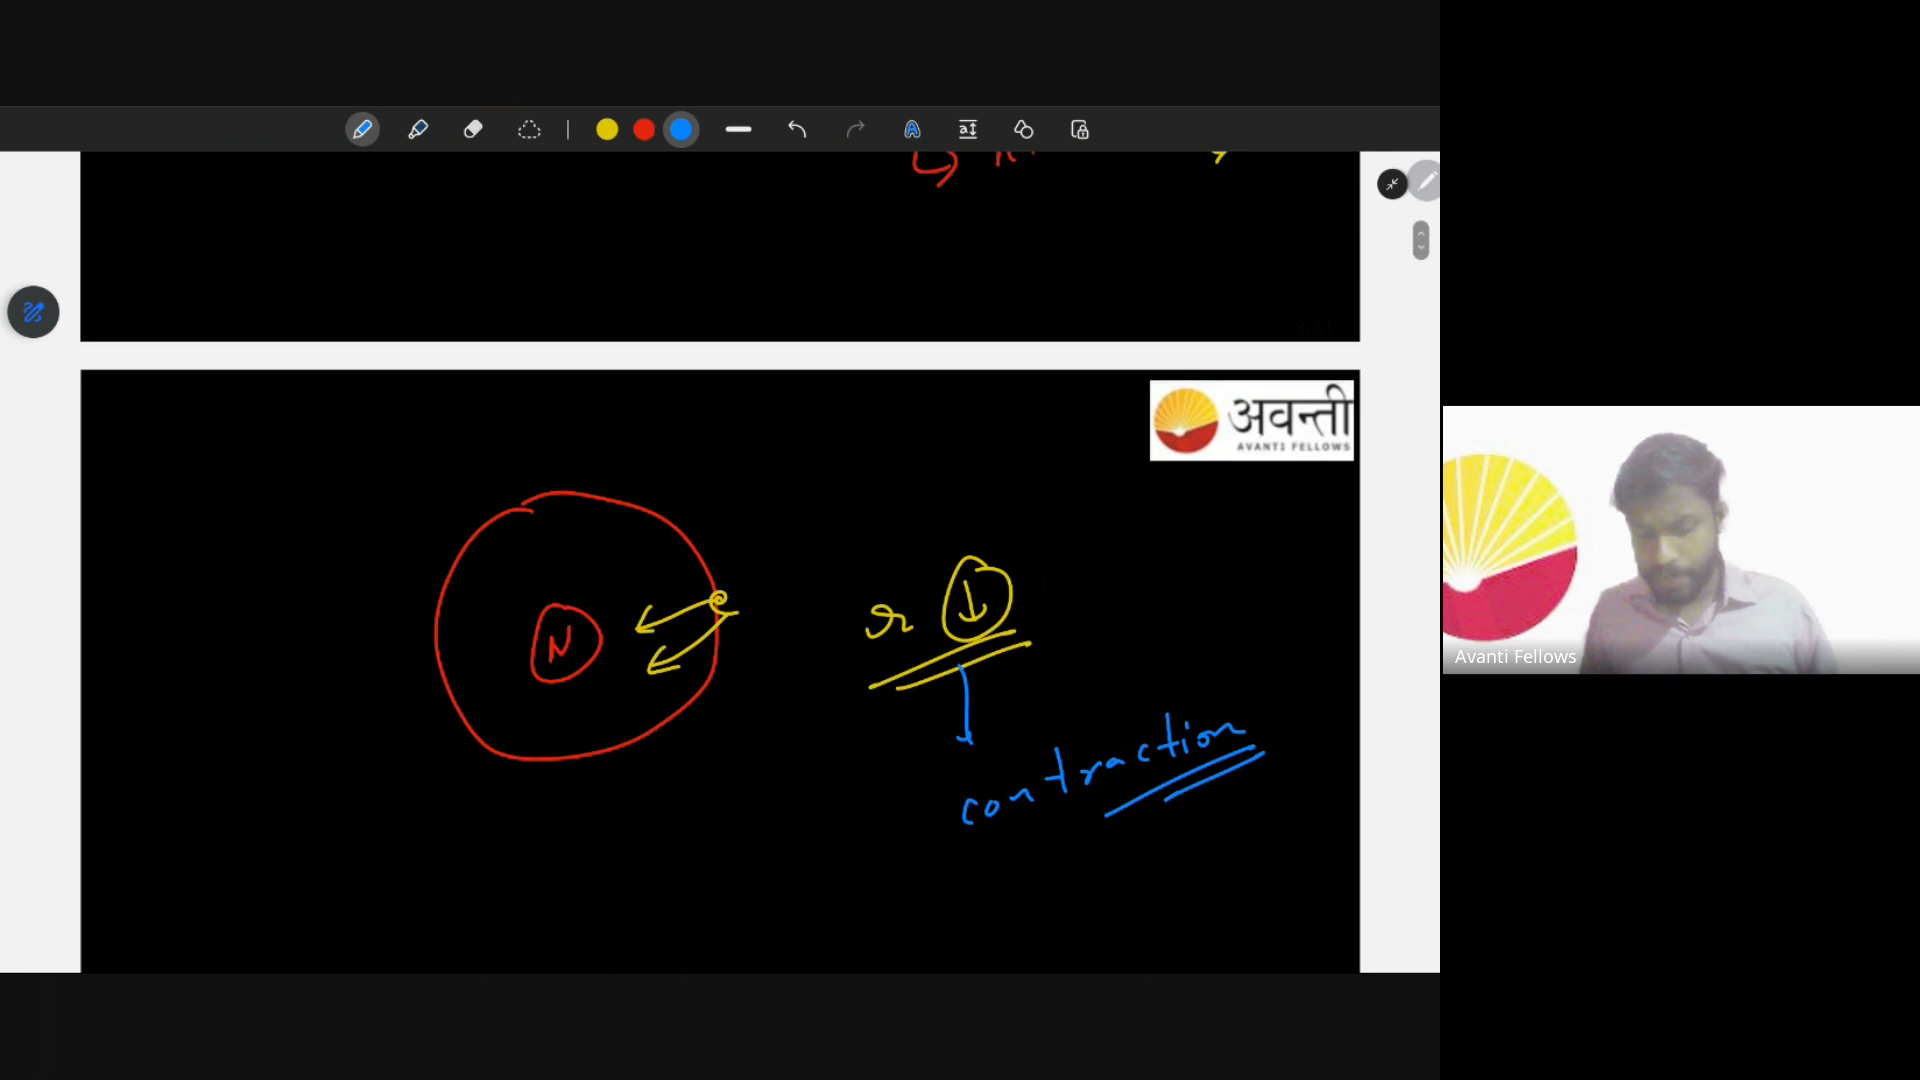 अवन्ती
AVANTI FELLOWS
N
r ↓
contraction
Avanti Fellows